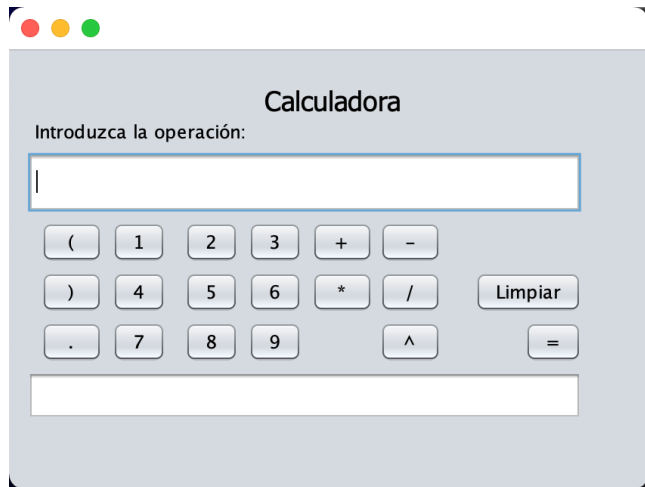 Calculadora
Introduzca la operación:
( 1 2 3 + -
) 4 5 6 * / Limpiar
. 7 8 9 ^ =